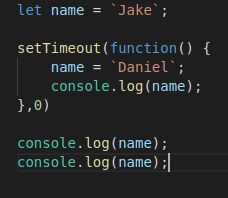 let name = `Jake`;
setTimeout(function() {
    name = `Daniel`;
    console.log(name);
},0)
console.log(name);
console.log(name);